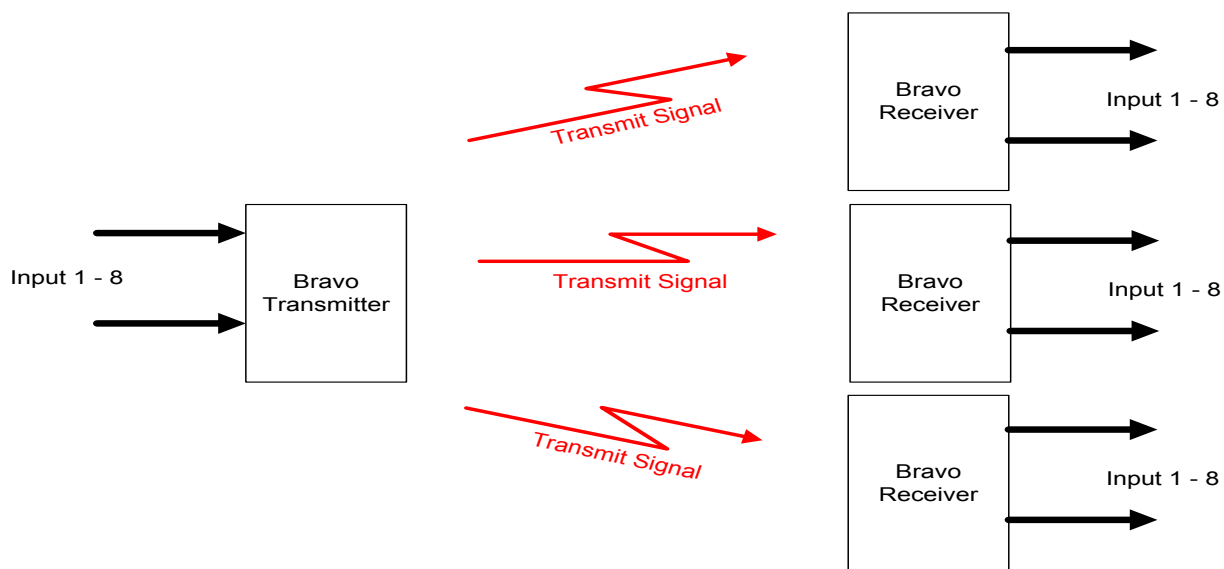 Bravo
Receiver
Input 1 - 8
Transmit Signal
Input 1 - 8
Bravo
Transmitter
Transmit Signal
Bravo
Receiver
Input 1 - 8
Transmit Signal
Bravo
Receiver
Input 1 - 8